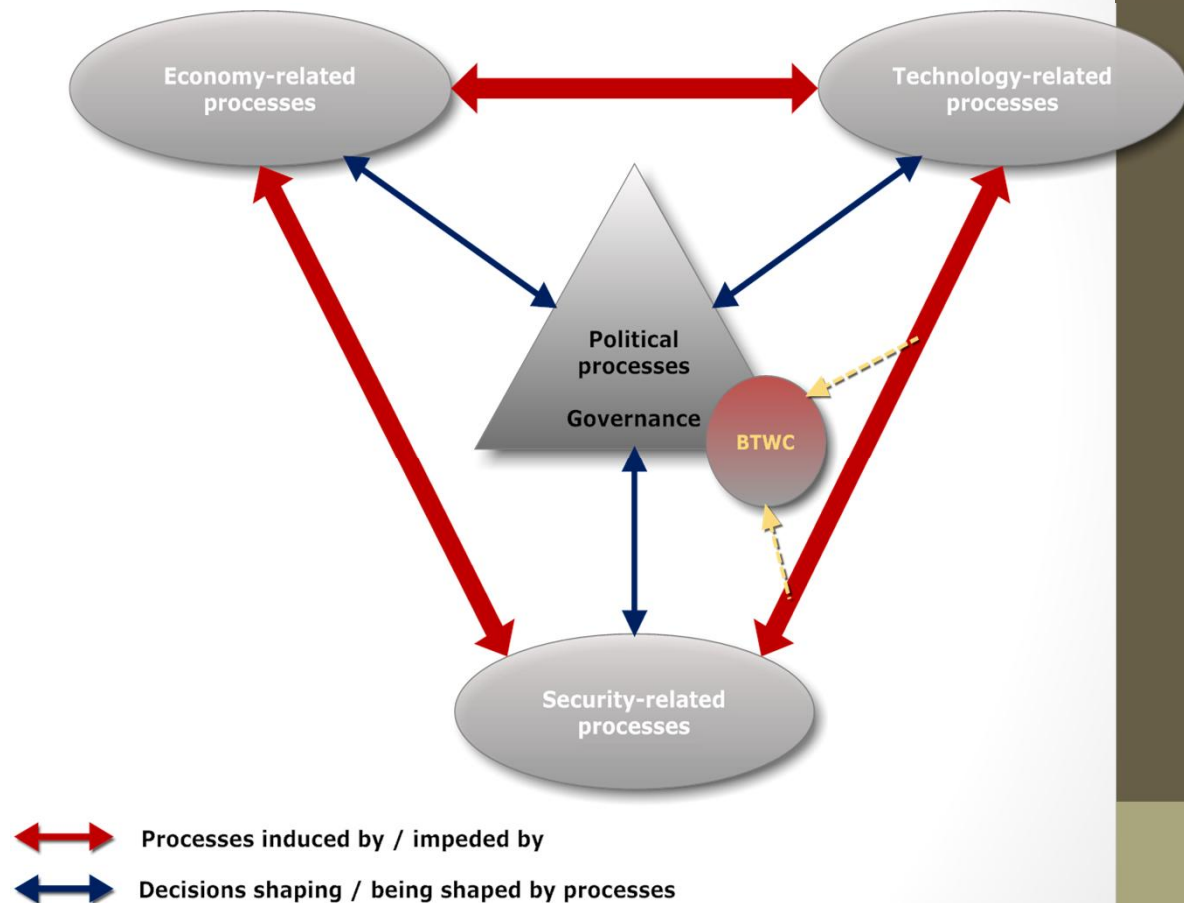 Economy-related
processes
Technology-related
processes
Political
processes
Governance
BTWC
Security-related
processes
Processes induced by / impeded by
Decisions shaping / being shaped by processes